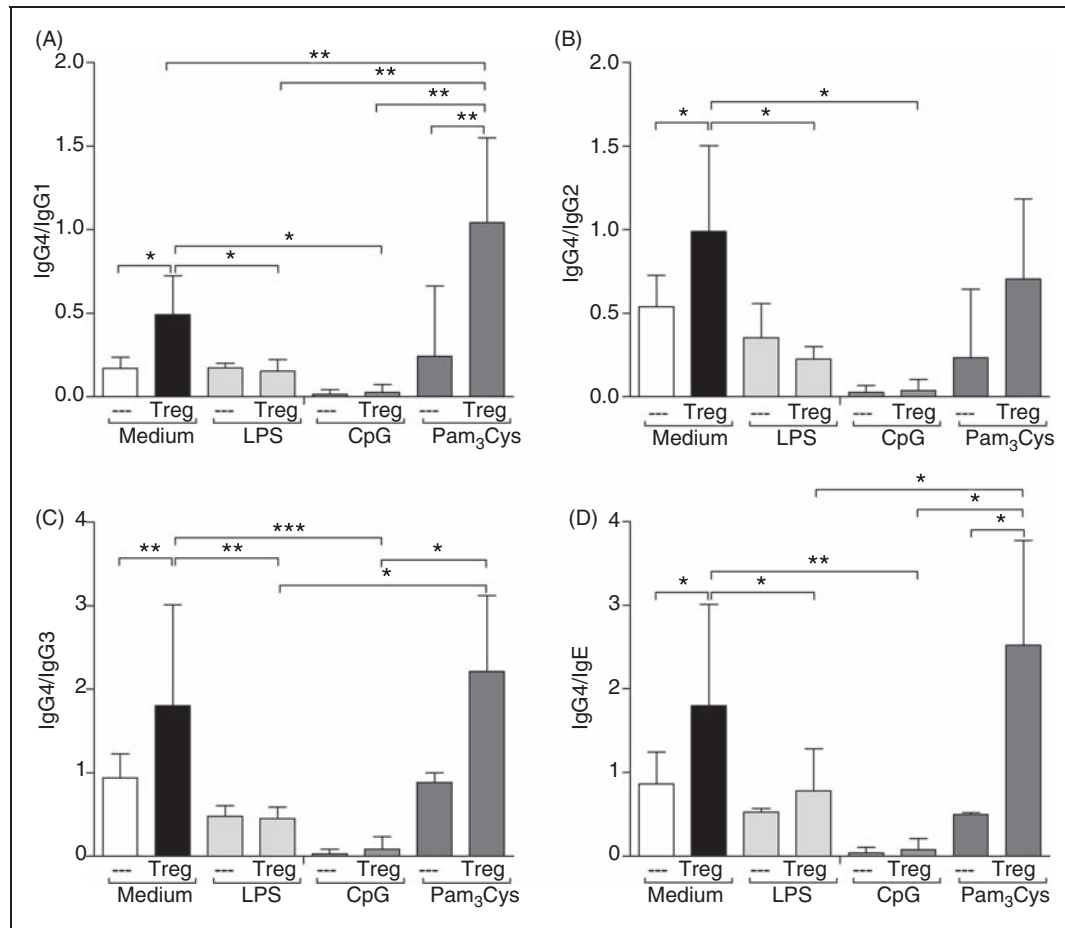 (A)
2.0
1.5
1.0
0.5
0.0
IgG4/IgG1
**
**
**
**
*
*
*
--- Treg --- Treg --- Treg --- Treg
Medium LPS CpG Pam₃Cys
(B)
2.0
1.5
1.0
0.5
0.0
IgG4/IgG2
*
*
*
--- Treg --- Treg --- Treg --- Treg
Medium LPS CpG Pam₃Cys
(C)
4
3
2
1
0
IgG4/IgG3
***
** ** *
*
--- Treg --- Treg --- Treg --- Treg
Medium LPS CpG Pam₃Cys
(D)
4
3
2
1
0
IgG4/IgE
*
*
*
**
* *
--- Treg --- Treg --- Treg --- Treg
Medium LPS CpG Pam₃Cys